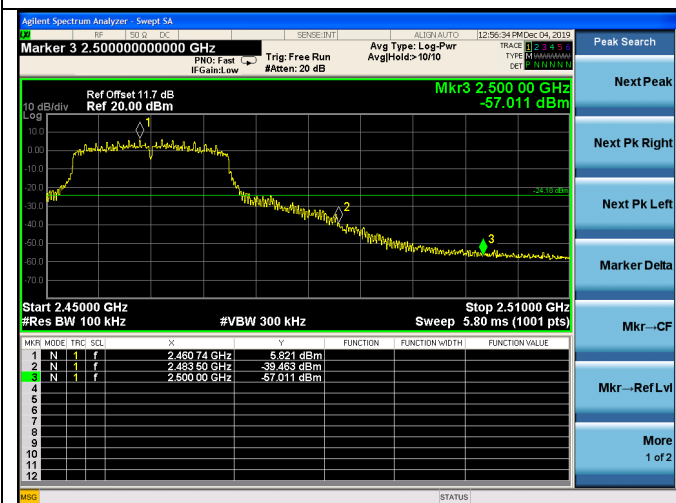 Agilent Spectrum Analyzer - Swept SA
LXI RF 50 Ω DC SENSE:INT ALIGN AUTO 12:56:34 PM Dec 04, 2019
Marker 3 2.500000000000 GHz
PNO: Fast
IFGain:Low
Trig: Free Run
#Atten: 20 dB
Avg Type: Log-Pwr
Avg|Hold:>10/10
TRACE 1 2 3 4 5 6
TYPE M WWWWW
DET P N N N N N
Peak Search
Next Peak
Next Pk Right
Next Pk Left
Marker Delta
Mkr→CF
Mkr→Ref Lvl
More
1 of 2
Ref Offset 11.7 dB
10 dB/div Ref 20.00 dBm
Mkr3 2.500 00 GHz
-57.011 dBm
Log
10.0
0.00
-10.0
-20.0
-30.0
-40.0
-50.0
-60.0
-70.0
1
2
3
-24.18 dBm
Start 2.45000 GHz
Stop 2.51000 GHz
#Res BW 100 kHz
#VBW 300 kHz
Sweep 5.80 ms (1001 pts)
MKR MODE TRC SCL X Y FUNCTION FUNCTION WIDTH FUNCTION VALUE
1 N 1 f 2.460 74 GHz 5.821 dBm
2 N 1 f 2.483 50 GHz -39.463 dBm
3 N 1 f 2.500 00 GHz -57.011 dBm
4
5
6
7
8
9
10
11
12
MSG
STATUS